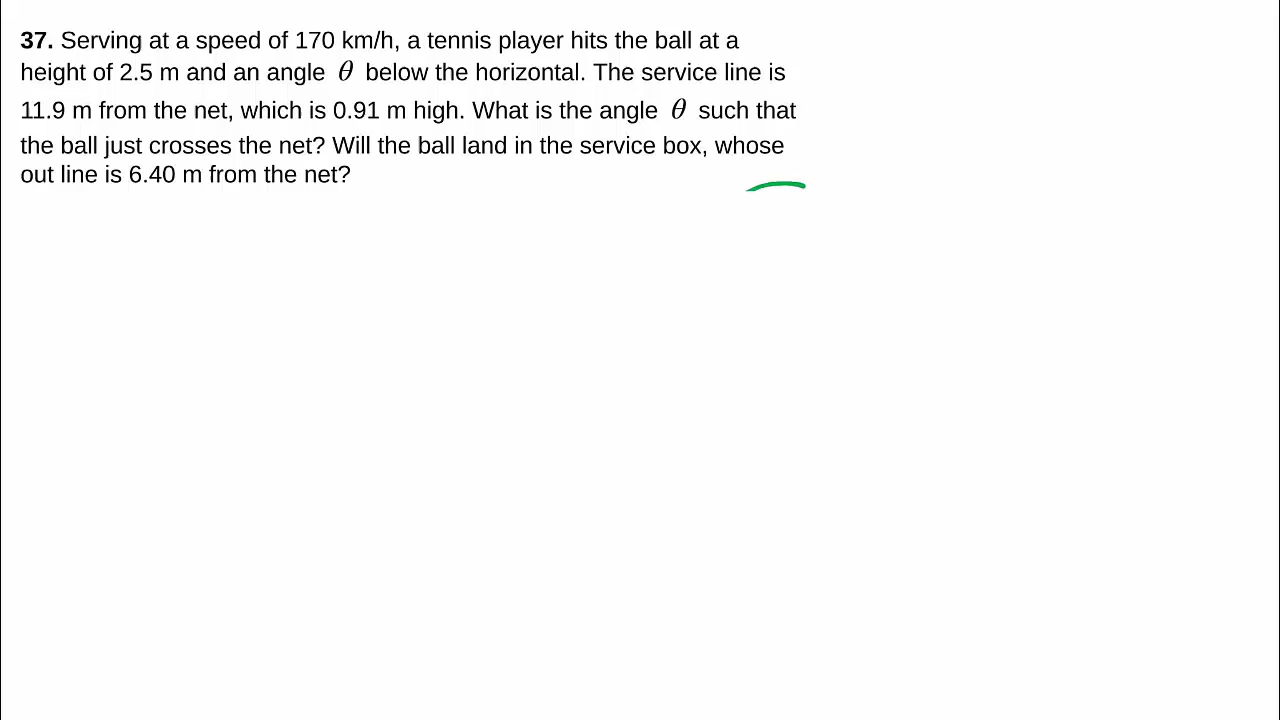 37. Serving at a speed of 170 km/h, a tennis player hits the ball at a
height of 2.5 m and an angle θ below the horizontal. The service line is
11.9 m from the net, which is 0.91 m high. What is the angle θ such that
the ball just crosses the net? Will the ball land in the service box, whose
out line is 6.40 m from the net?